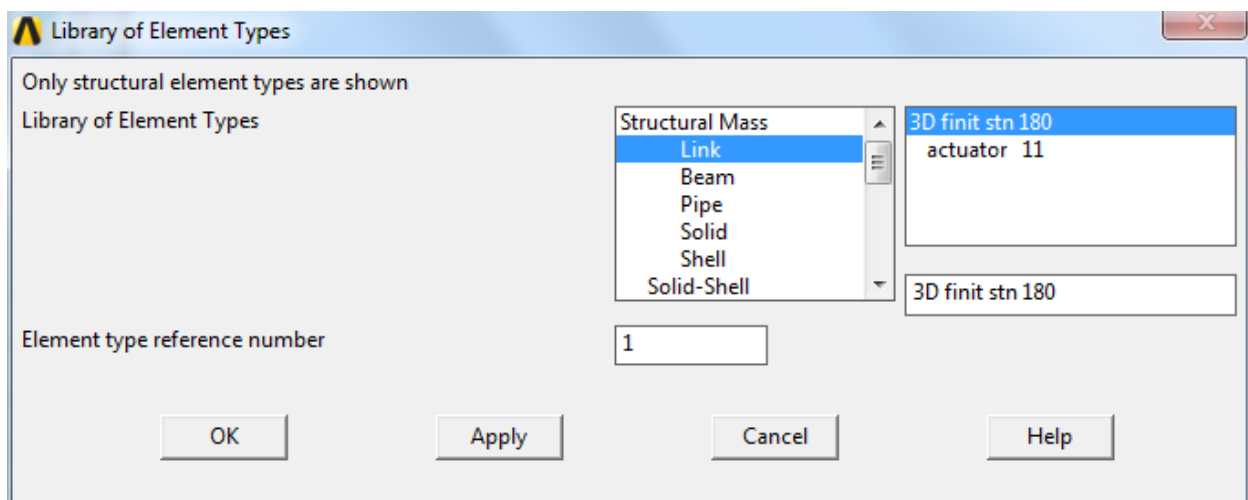 Library of Element Types
Only structural element types are shown
Library of Element Types
Structural Mass
Link
Beam
Pipe
Solid
Shell
Solid-Shell
3D finit stn 180
actuator 11
3D finit stn 180
Element type reference number
1
OK
Apply
Cancel
Help